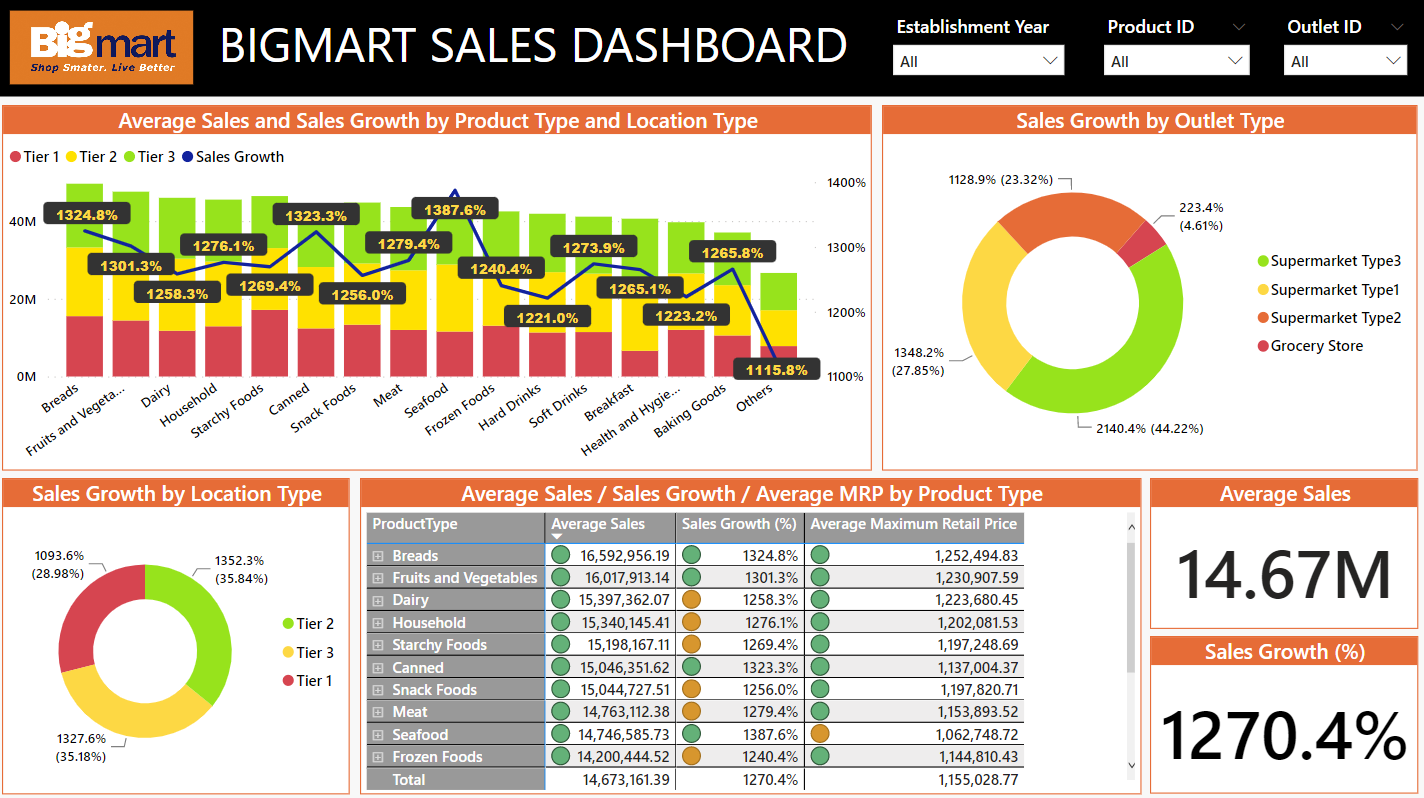 Bigmart
Shop Smater. Live Better
BIGMART SALES DASHBOARD
Establishment Year
All
Product ID
All
Outlet ID
All
Average Sales and Sales Growth by Product Type and Location Type
Tier 1 Tier 2 Tier 3 Sales Growth
40M
20M
0M
1400%
1300%
1200%
1100%
1324.8%
1301.3%
1258.3%
1276.1%
1269.4%
1323.3%
1256.0%
1279.4%
1387.6%
1240.4%
1221.0%
1273.9%
1265.1%
1223.2%
1265.8%
1115.8%
Breads
Fruits and Vegeta...
Dairy
Household
Starchy Foods
Canned
Snack Foods
Meat
Seafood
Frozen Foods
Hard Drinks
Soft Drinks
Breakfast
Health and Hygie...
Baking Goods
Others
Sales Growth by Outlet Type
1128.9% (23.32%)
223.4%
(4.61%)
1348.2%
(27.85%)
2140.4% (44.22%)
Supermarket Type3
Supermarket Type1
Supermarket Type2
Grocery Store
Sales Growth by Location Type
1093.6%
(28.98%)
1352.3%
(35.84%)
1327.6%
(35.18%)
Tier 2
Tier 3
Tier 1
Average Sales / Sales Growth / Average MRP by Product Type
ProductType Average Sales Sales Growth (%) Average Maximum Retail Price
Breads 16,592,956.19 1324.8% 1,252,494.83
Fruits and Vegetables 16,017,913.14 1301.3% 1,230,907.59
Dairy 15,397,362.07 1258.3% 1,223,680.45
Household 15,340,145.41 1276.1% 1,202,081.53
Starchy Foods 15,198,167.11 1269.4% 1,197,248.69
Canned 15,046,351.62 1323.3% 1,137,004.37
Snack Foods 15,044,727.51 1256.0% 1,197,820.71
Meat 14,763,112.38 1279.4% 1,153,893.52
Seafood 14,746,585.73 1387.6% 1,062,748.72
Frozen Foods 14,200,444.52 1240.4% 1,144,810.43
Total 14,673,161.39 1270.4% 1,155,028.77
Average Sales
14.67M
Sales Growth (%)
1270.4%